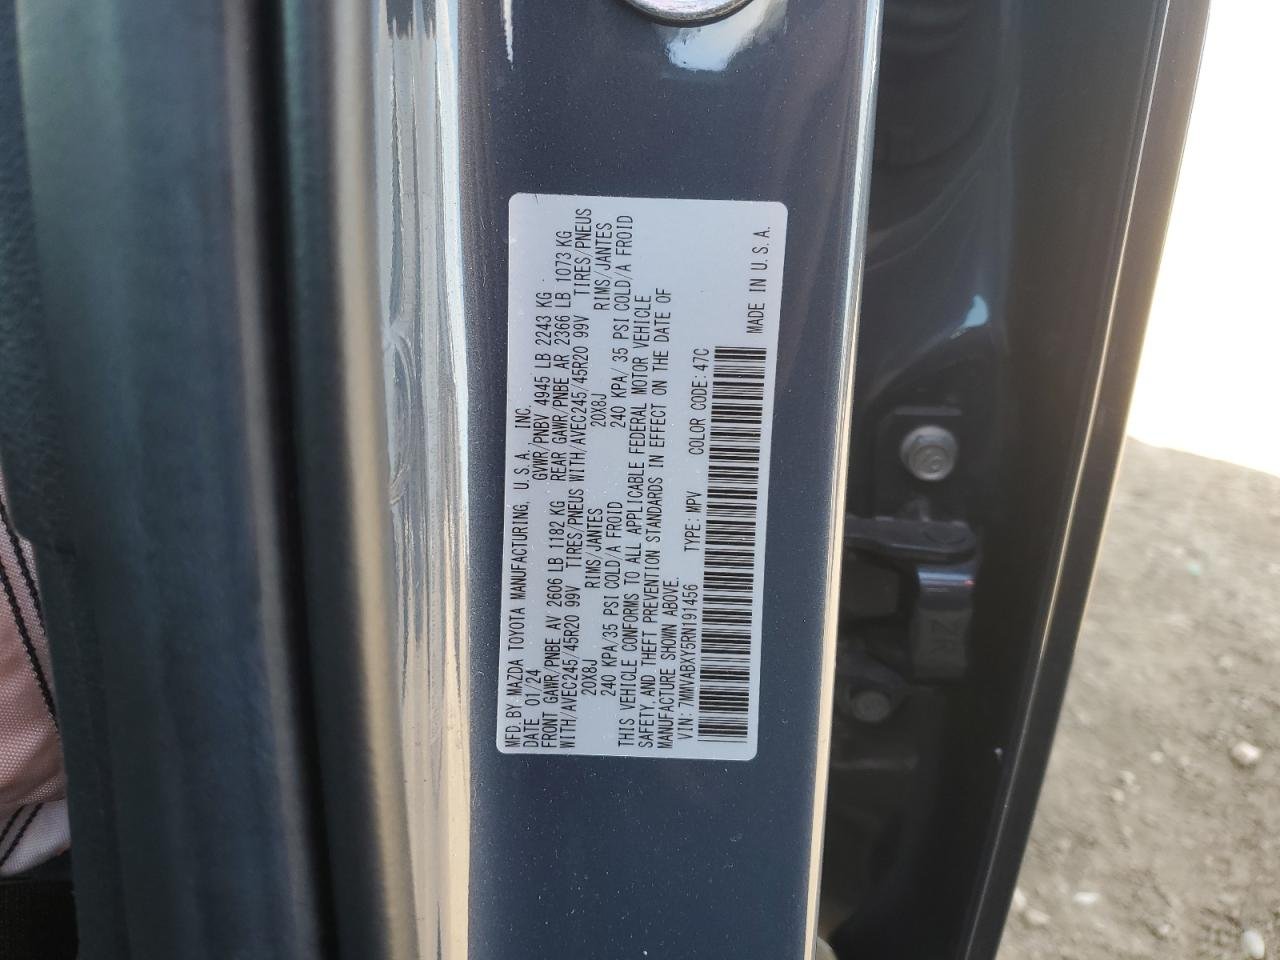 MFD.BY MAZDA TOYOTA MANUFACTURING, U.S.A., INC.
DATE 01/24 GVWR/PNBV 4945 LB 2243 KG
FRONT GAWR/PNBE AV 2606 LB 1182 KG REAR GAWR/PNBE AR 2366 LB 1073 KG
WITH/AVEC245/45R20 99V TIRES/PNEUS WITH/AVEC245/45R20 99V TIRES/PNEUS
20X8J RIMS/JANTES 20X8J RIMS/JANTES
240 KPA/35 PSI COLD/A FROID 240 KPA/ 35 PSI COLD/A FROID
THIS VEHICLE CONFORMS TO ALL APPLICABLE FEDERAL MOTOR VEHICLE
SAFETY, AND THEFT PREVENTION STANDARDS IN EFFECT ON THE DATE OF
MANUFACTURE SHOWN ABOVE.
VIN: 7MMVABXY5RN191456 TYPE: MPV COLOR CODE: 47C
MADE IN U.S.A.